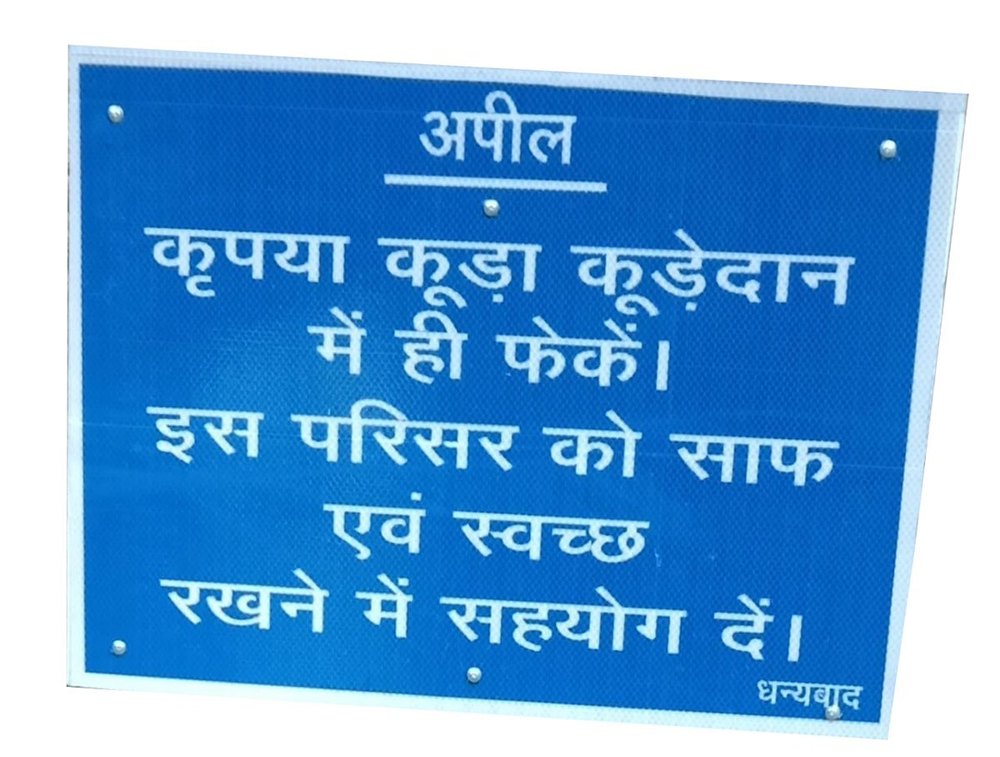 अपील
कृपया कूड़ा कूड़ेदान
में ही फेकें।
इस परिसर को साफ
एवं स्वच्छ
रखने में सहयोग दें।
धन्यबाद